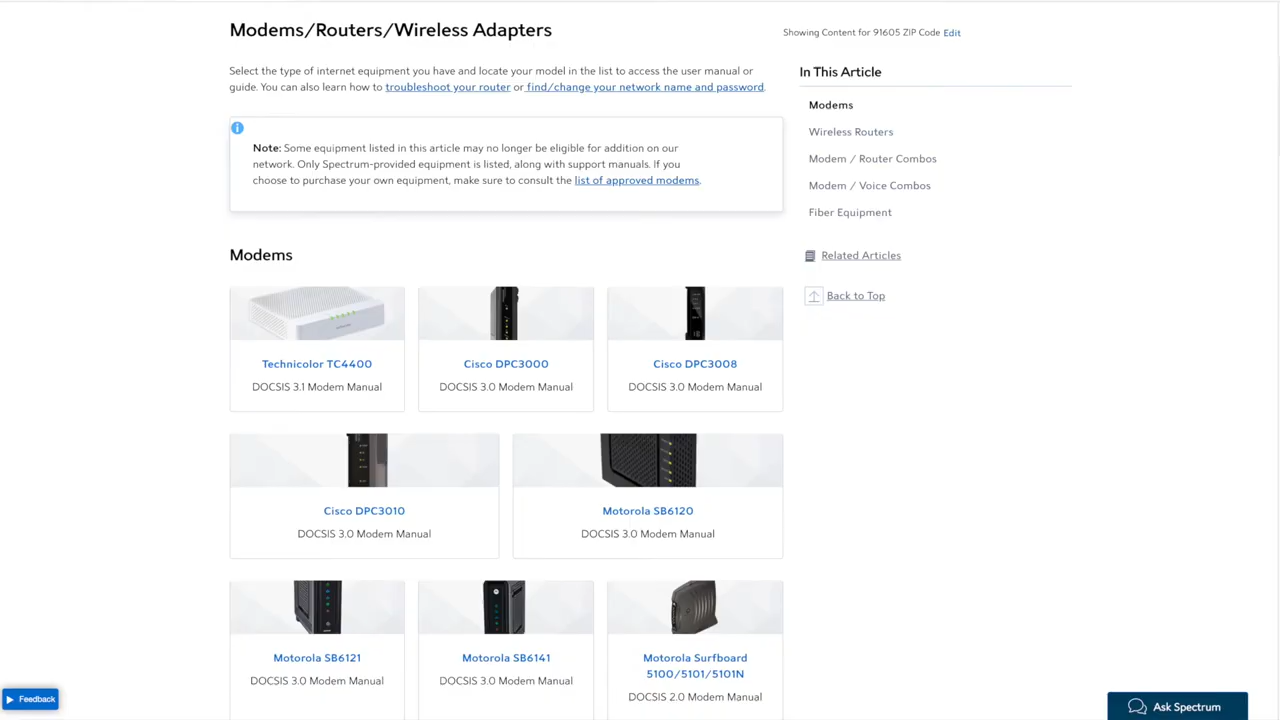 Modems/Routers/Wireless Adapters
Showing Content for 91605 ZIP Code Edit
Select the type of internet equipment you have and locate your model in the list to access the user manual or
guide. You can also learn how to troubleshoot your router or find/change your network name and password.
Note: Some equipment listed in this article may no longer be eligible for addition on our
network. Only Spectrum-provided equipment is listed, along with support manuals. If you
choose to purchase your own equipment, make sure to consult the list of approved modems.
In This Article
Modems
Wireless Routers
Modem / Router Combos
Modem / Voice Combos
Fiber Equipment
Related Articles
Back to Top
Modems
Technicolor TC4400
DOCSIS 3.1 Modem Manual
Cisco DPC3000
DOCSIS 3.0 Modem Manual
Cisco DPC3008
DOCSIS 3.0 Modem Manual
Cisco DPC3010
DOCSIS 3.0 Modem Manual
Motorola SB6120
DOCSIS 3.0 Modem Manual
Motorola SB6121
DOCSIS 3.0 Modem Manual
Motorola SB6141
DOCSIS 3.0 Modem Manual
Motorola Surfboard
5100/5101/5101N
DOCSIS 2.0 Modem Manual
Feedback
Ask Spectrum